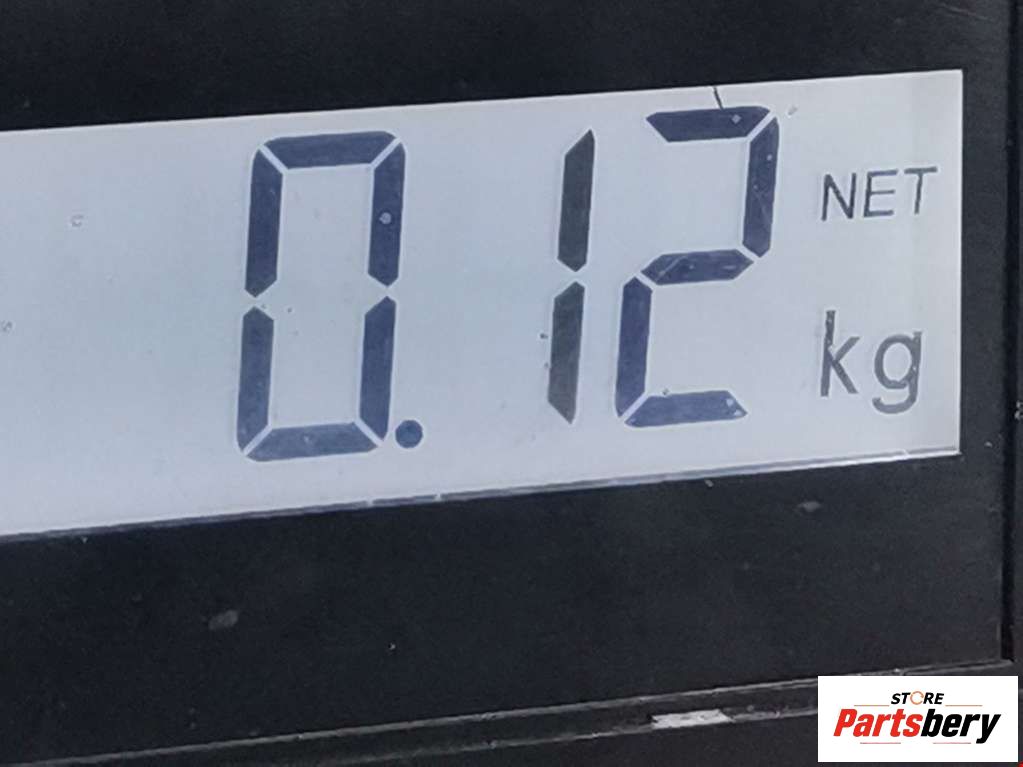 0.12 NET
kg
STORE
Partsbery